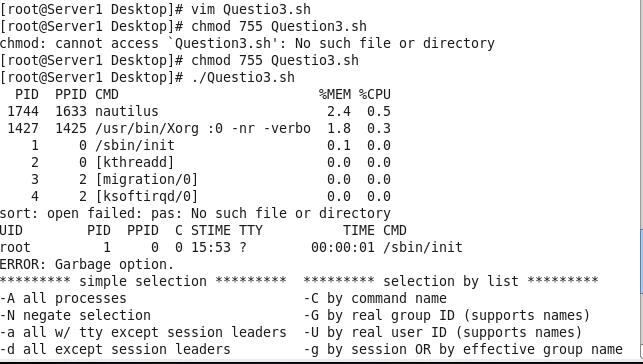 [root@Server1 Desktop]# vim Questio3.sh
[root@Server1 Desktop]# chmod 755 Question3.sh
chmod: cannot access `Question3.sh': No such file or directory
[root@Server1 Desktop]# chmod 755 Questio3.sh
[root@Server1 Desktop]# ./Questio3.sh
PID PPID CMD %MEM %CPU
1744 1633 nautilus 2.4 0.5
1427 1425 /usr/bin/Xorg :0 -nr -verbo 1.8 0.3
1 0 /sbin/init 0.1 0.0
2 0 [kthreadd] 0.0 0.0
3 2 [migration/0] 0.0 0.0
4 2 [ksoftirqd/0] 0.0 0.0
sort: open failed: pas: No such file or directory
UID PID PPID C STIME TTY TIME CMD
root 1 0 0 15:53 ? 00:00:01 /sbin/init
ERROR: Garbage option.
********* simple selection ********* ********* selection by list *********
-A all processes -C by command name
-N negate selection -G by real group ID (supports names)
-a all w/ tty except session leaders -U by real user ID (supports names)
-d all except session leaders -g by session OR by effective group name